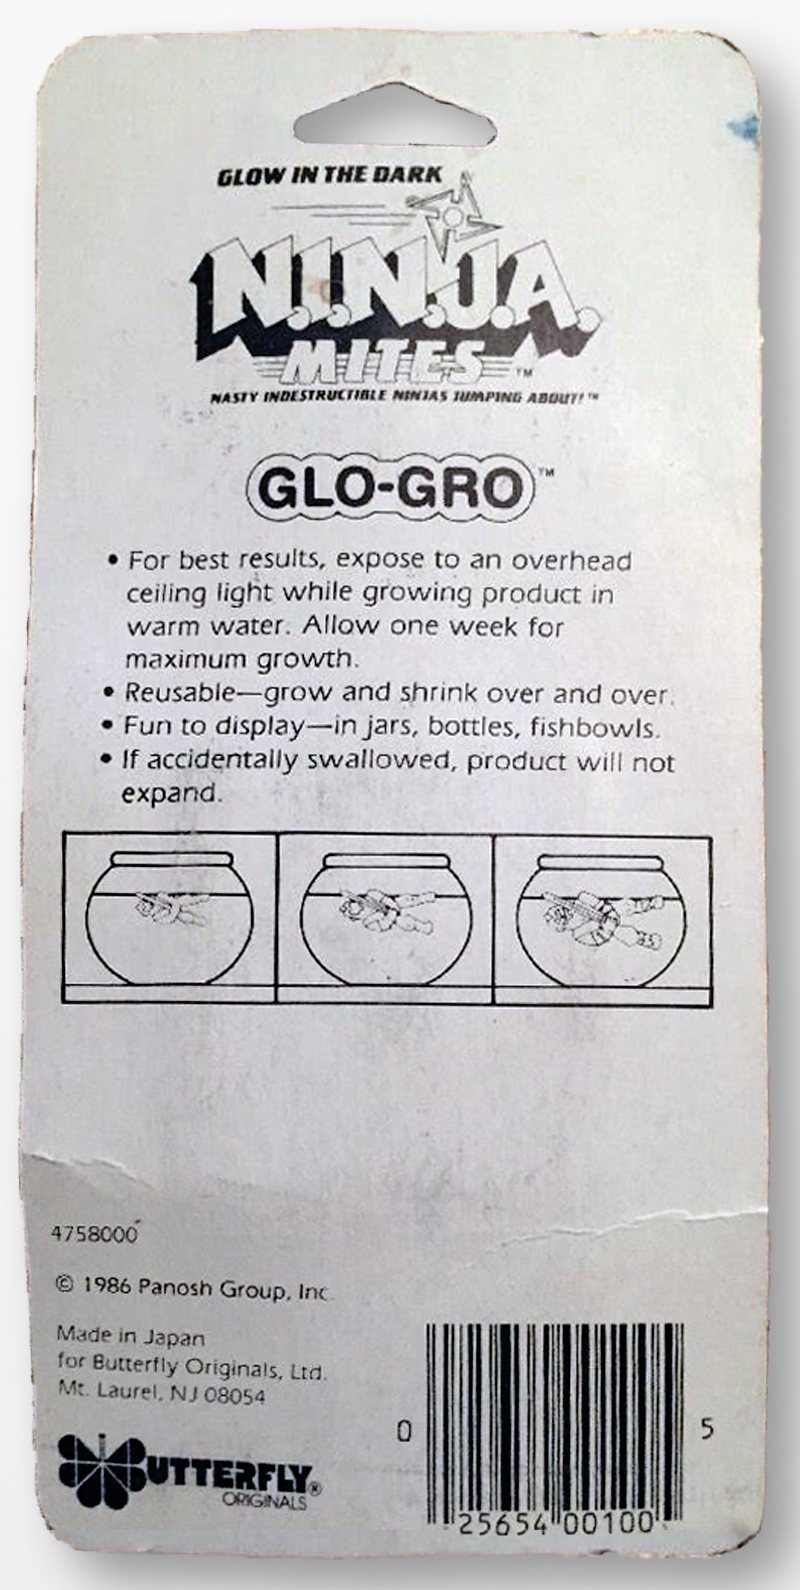 GLOW IN THE DARK
N.I.N.J.A.
MITES™
NASTY INDESTRUCTIBLE NINJAS JUMPING ABOUT!™
GLO-GRO™
• For best results, expose to an overhead
ceiling light while growing product in
warm water. Allow one week for
maximum growth.
• Reusable—grow and shrink over and over.
• Fun to display—in jars, bottles, fishbowls.
• If accidentally swallowed, product will not
expand.
4758000
© 1986 Panosh Group, Inc.
Made in Japan
for Butterfly Originals, Ltd.
Mt. Laurel, NJ 08054
BUTTERFLY®
ORIGINALS
0 25654 00100 5